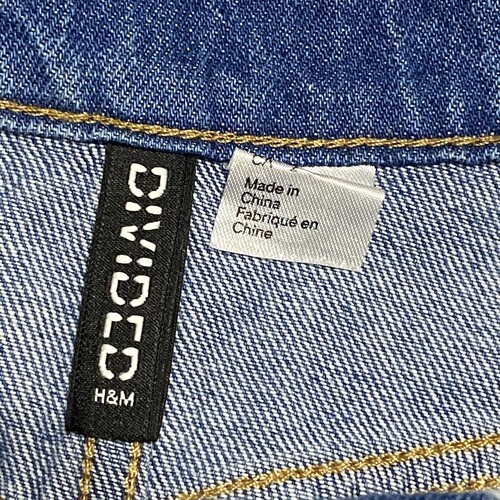 DIVIDED
H&M
Made in
China
Fabriqué en
Chine